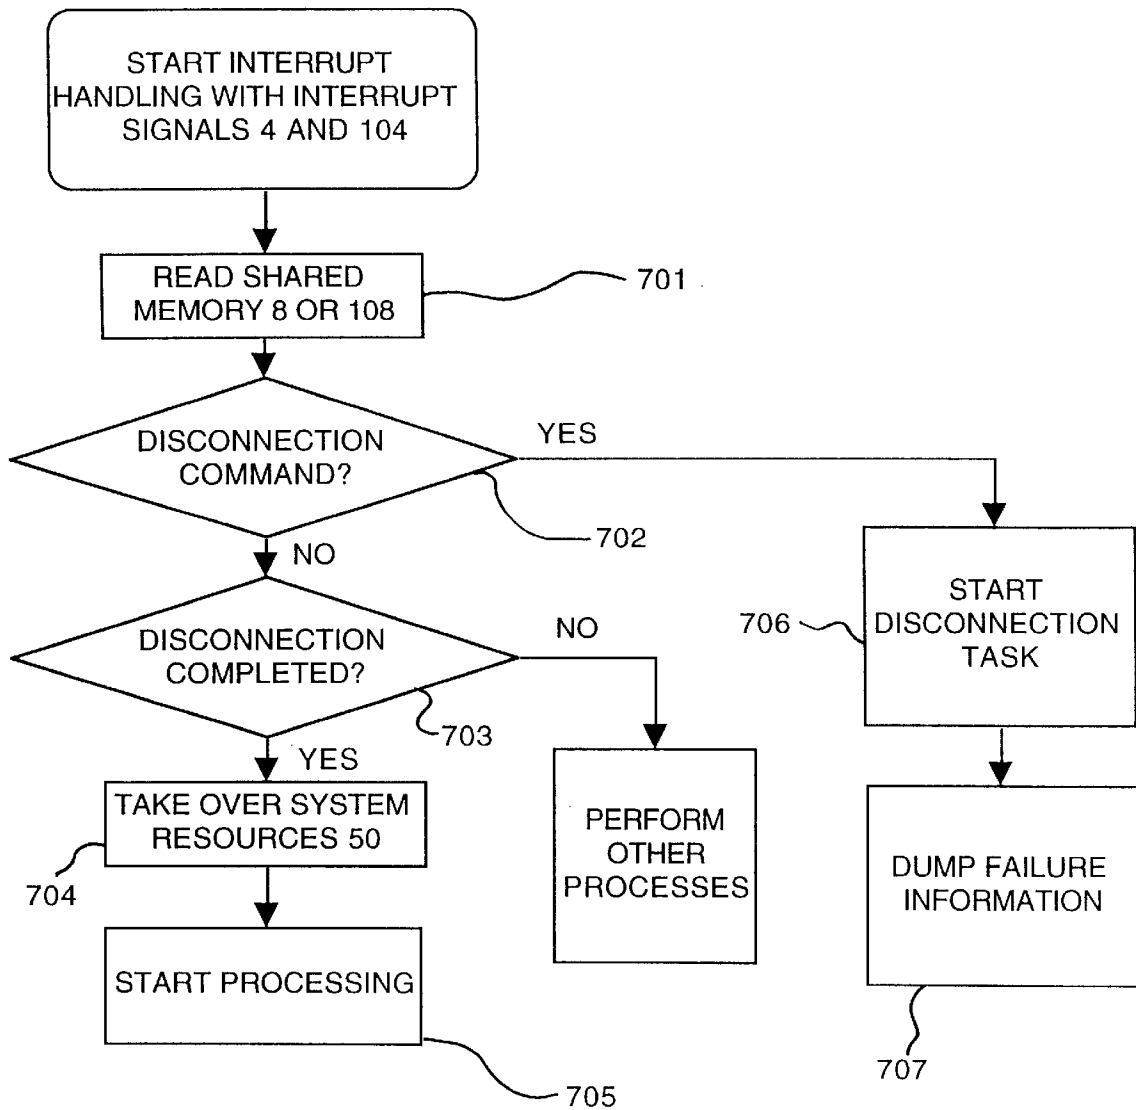 START INTERRUPT
HANDLING WITH INTERRUPT
SIGNALS 4 AND 104
READ SHARED
MEMORY 8 OR 108
701
DISCONNECTION
COMMAND?
YES
702
NO
DISCONNECTION
COMPLETED?
NO
703
YES
START
DISCONNECTION
TASK
706
TAKE OVER SYSTEM
RESOURCES 50
704
PERFORM
OTHER
PROCESSES
DUMP FAILURE
INFORMATION
START PROCESSING
705
707